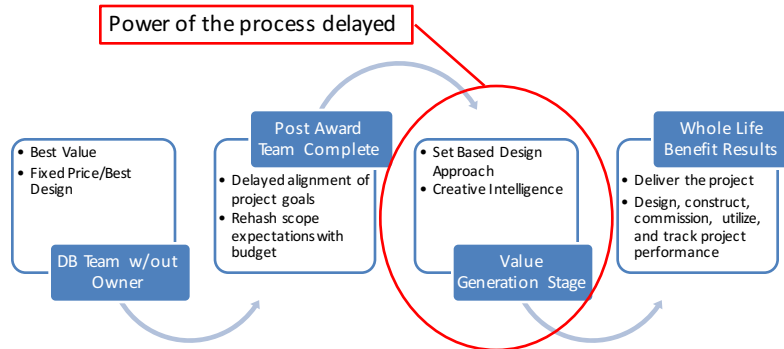 Power of the process delayed
• Best Value
• Fixed Price/Best
Design
DB Team w/out
Owner
Post Award
Team Complete
• Delayed alignment of
project goals
• Rehash scope
expectations with
budget
• Set Based Design
Approach
• Creative Intelligence
Value
Generation Stage
Whole Life
Benefit Results
• Deliver the project
• Design, construct,
commission, utilize,
and track project
performance